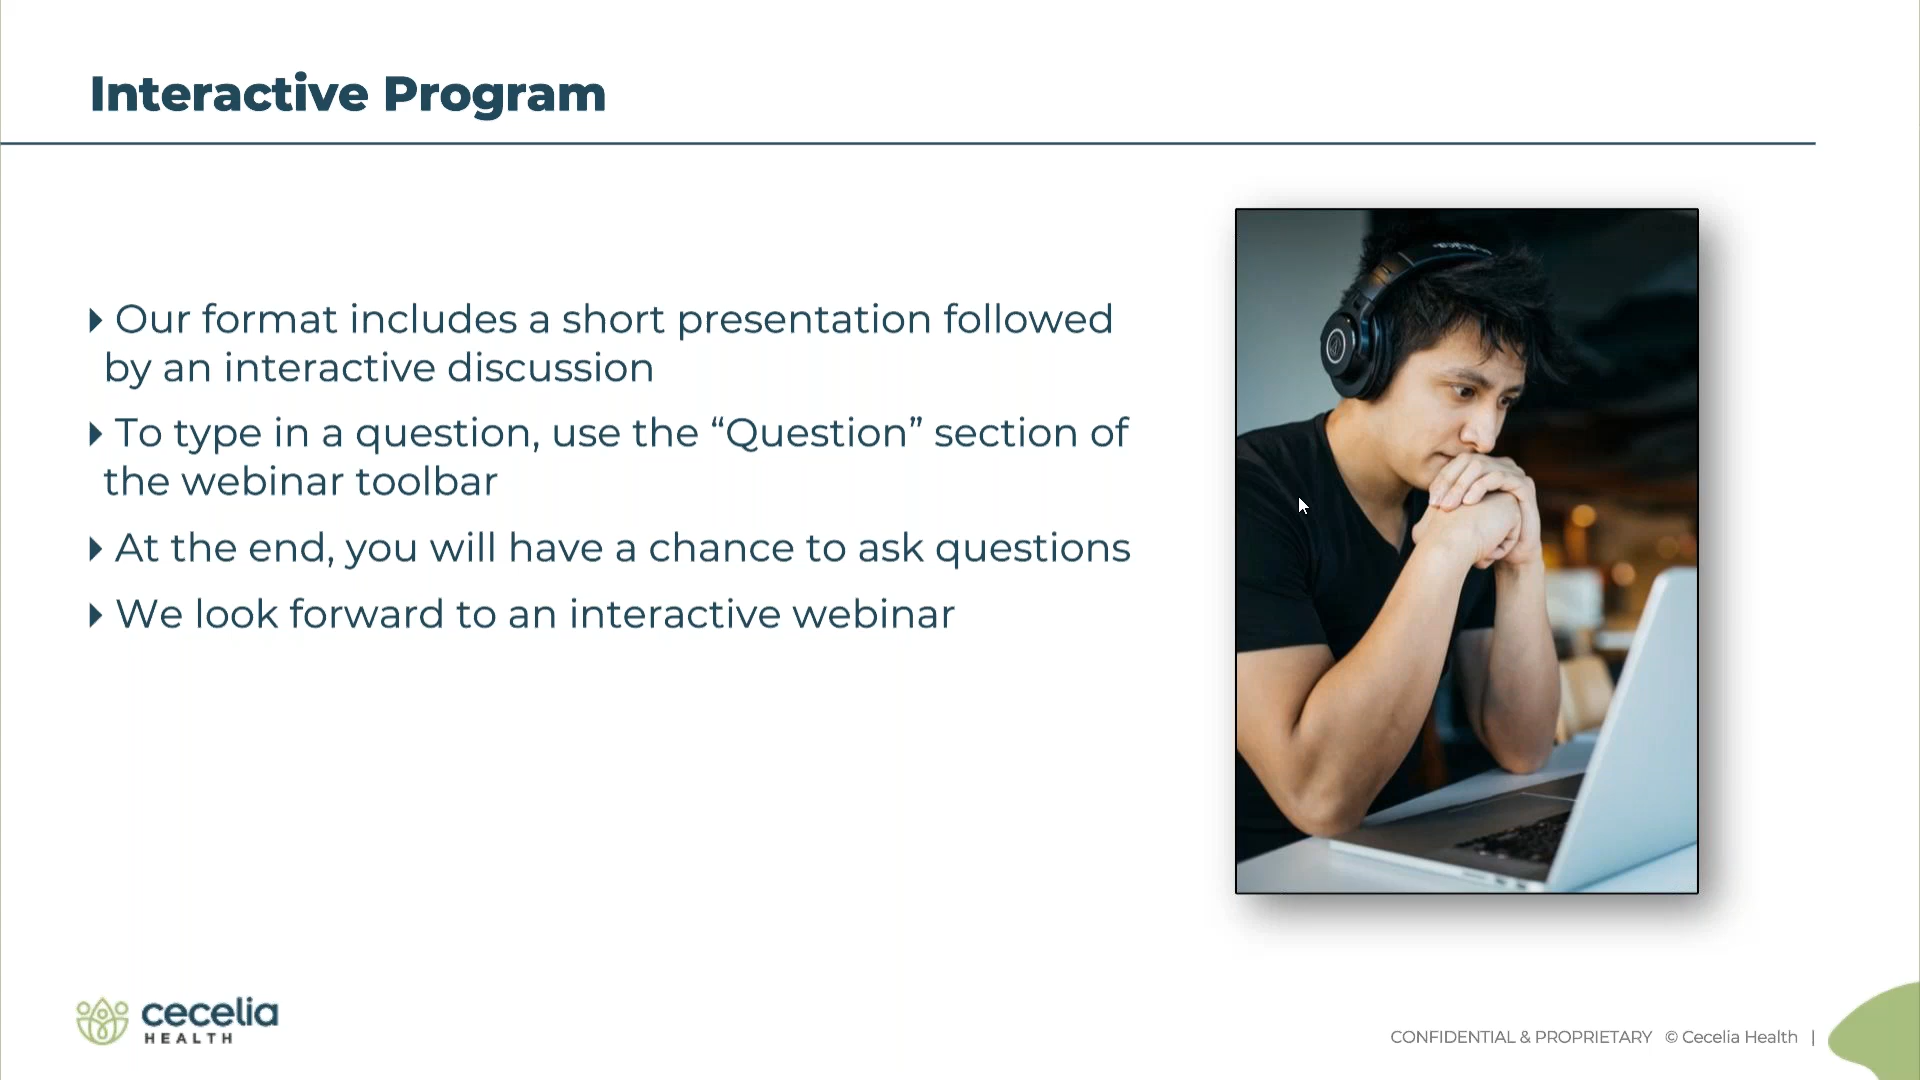 Interactive Program
Our format includes a short presentation followed
by an interactive discussion
To type in a question, use the “Question” section of
the webinar toolbar
At the end, you will have a chance to ask questions
We look forward to an interactive webinar
cecelia
HEALTH
CONFIDENTIAL & PROPRIETARY © Cecelia Health |